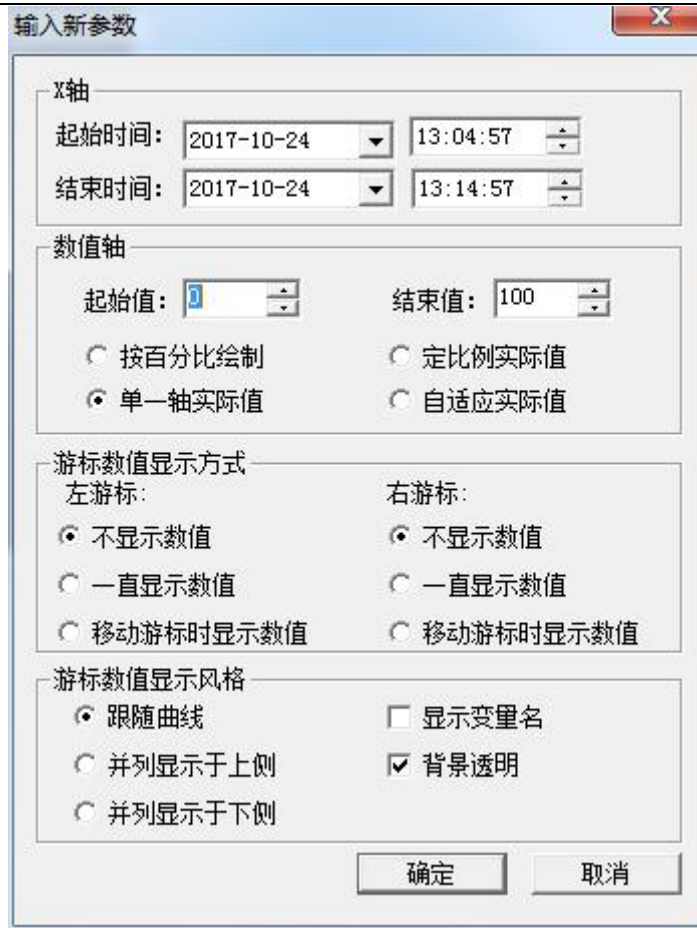 输入新参数
X轴
起始时间: 2017-10-24 13:04:57
结束时间: 2017-10-24 13:14:57
数值轴
起始值: 0 结束值: 100
按百分比绘制 定比例实际值
单一轴实际值 自适应实际值
游标数值显示方式
左游标: 右游标:
不显示数值 不显示数值
一直显示数值 一直显示数值
移动游标时显示数值 移动游标时显示数值
游标数值显示风格
跟随曲线 显示变量名
并列显示于上侧 背景透明
并列显示于下侧
确定 取消